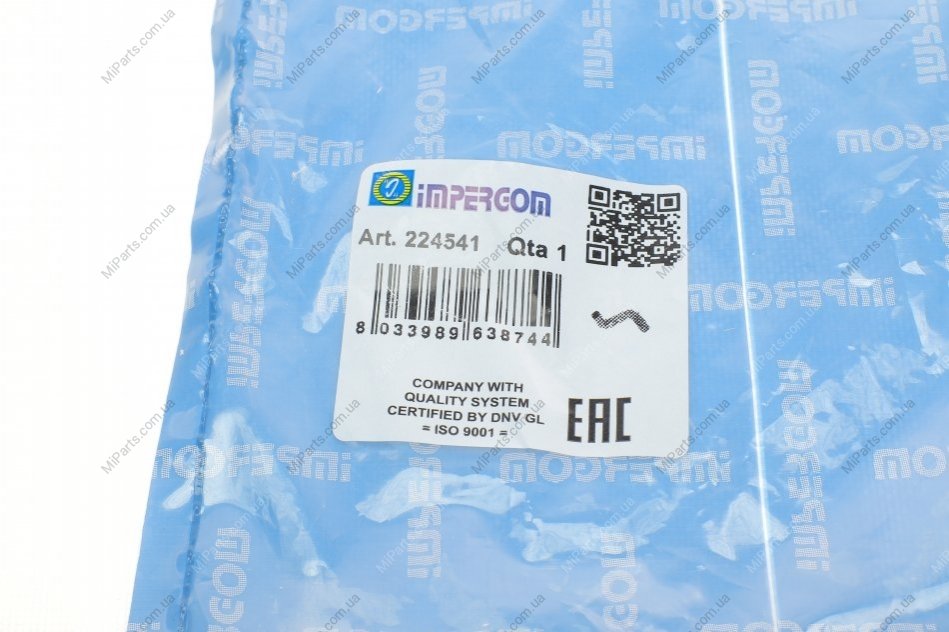 iMPERGOM
Art. 224541 Qta 1
8 033989 638744
COMPANY WITH
QUALITY SYSTEM
CERTIFIED BY DNV GL
= ISO 9001 =
EAC
iMPERGOM
MiParts.com.ua